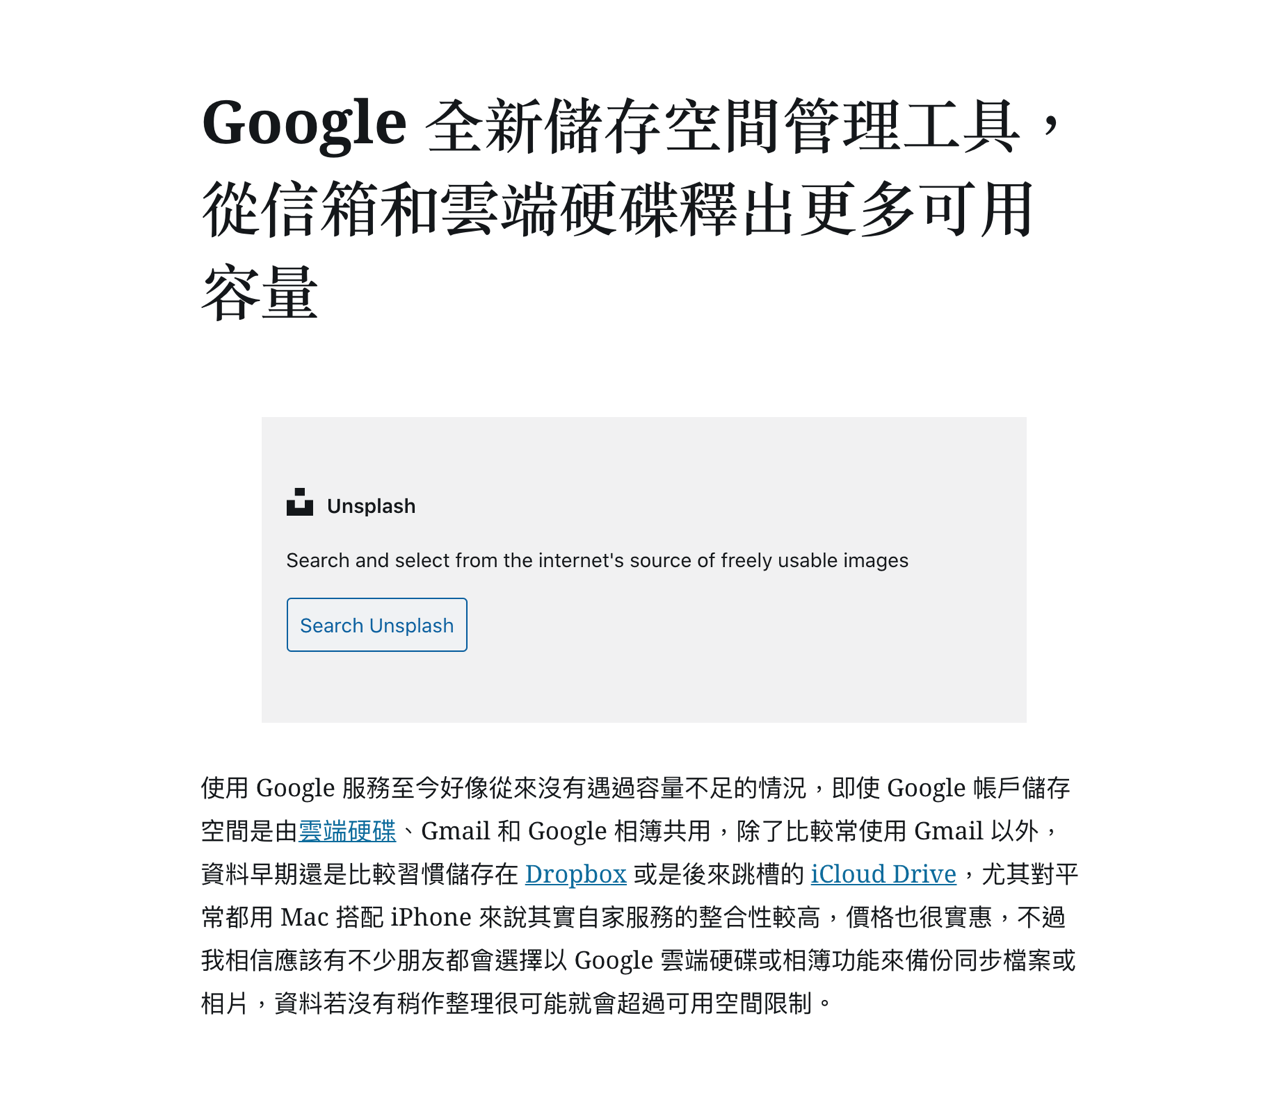 Google 全新儲存空間管理工具，
從信箱和雲端硬碟釋出更多可用
容量
Unsplash
Search and select from the internet's source of freely usable images
Search Unsplash
使用 Google 服務至今好像從來沒有遇過容量不足的情況，即使 Google 帳戶儲存
空間是由雲端硬碟、Gmail 和 Google 相簿共用，除了比較常使用 Gmail 以外，
資料早期還是比較習慣儲存在 Dropbox 或是後來跳槽的 iCloud Drive，尤其對平
常都用 Mac 搭配 iPhone 來說其實自家服務的整合性較高，價格也很實惠，不過
我相信應該有不少朋友都會選擇以 Google 雲端硬碟或相簿功能來備份同步檔案或
相片，資料若沒有稍作整理很可能就會超過可用空間限制。